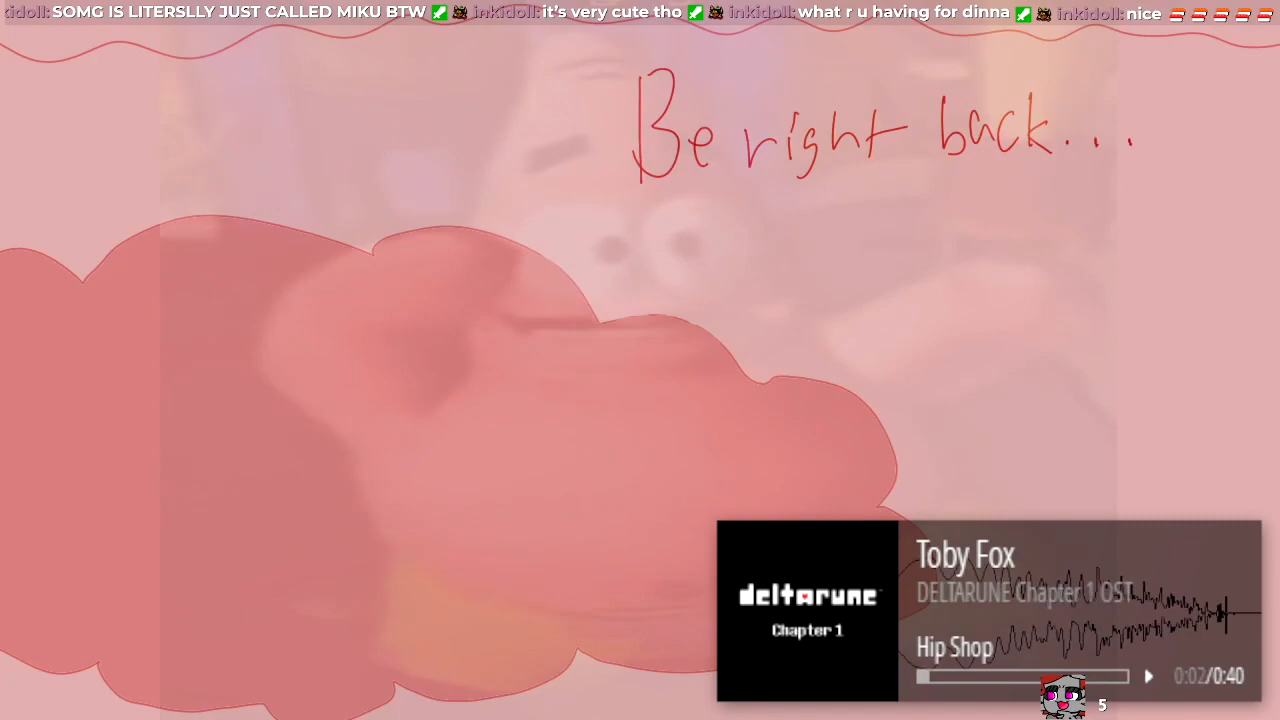 kidoll: SOMG IS LITERSLLY JUST CALLED MIKU BTW inkidoll: it's very cute tho inkidoll: what r u having for dinna inkidoll: nice
Be right back...
Toby Fox
DELTARUNE Chapter 1 OST
deltarune
Chapter 1
Hip Shop
0:02/0:40
5